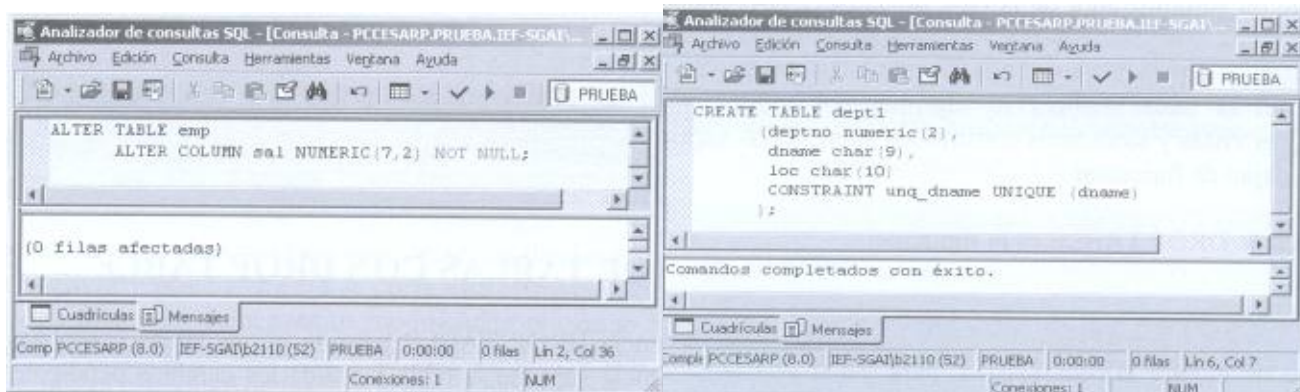 Analizador de consultas SQL - [Consulta - PCCESARP.PRUEBA.IEF-SGAI\...
Archivo Edición Consulta Herramientas Ventana Ayuda
PRUEBA
ALTER TABLE emp
ALTER COLUMN sal NUMERIC(7,2) NOT NULL;
(0 filas afectadas)
Cuadrículas Mensajes
Comp PCCESARP (8.0) IEF-SGAI\b2110 (52) PRUEBA 0:00:00 0 filas Lín 2, Col 36
Conexiones: 1 NUM
Analizador de consultas SQL - [Consulta - PCCESARP.PRUEBA.IEF-SGAI\...
Archivo Edición Consulta Herramientas Ventana Ayuda
PRUEBA
CREATE TABLE dept1
(deptno numeric(2),
dname char(9),
loc char(10)
CONSTRAINT unq_dname UNIQUE (dname)
);
Comandos completados con éxito.
Cuadrículas Mensajes
PCCESARP (8.0) IEF-SGAI\b2110 (52) PRUEBA 0:00:00 0 filas Lín 6, Col 7
Conexiones: 1 NUM